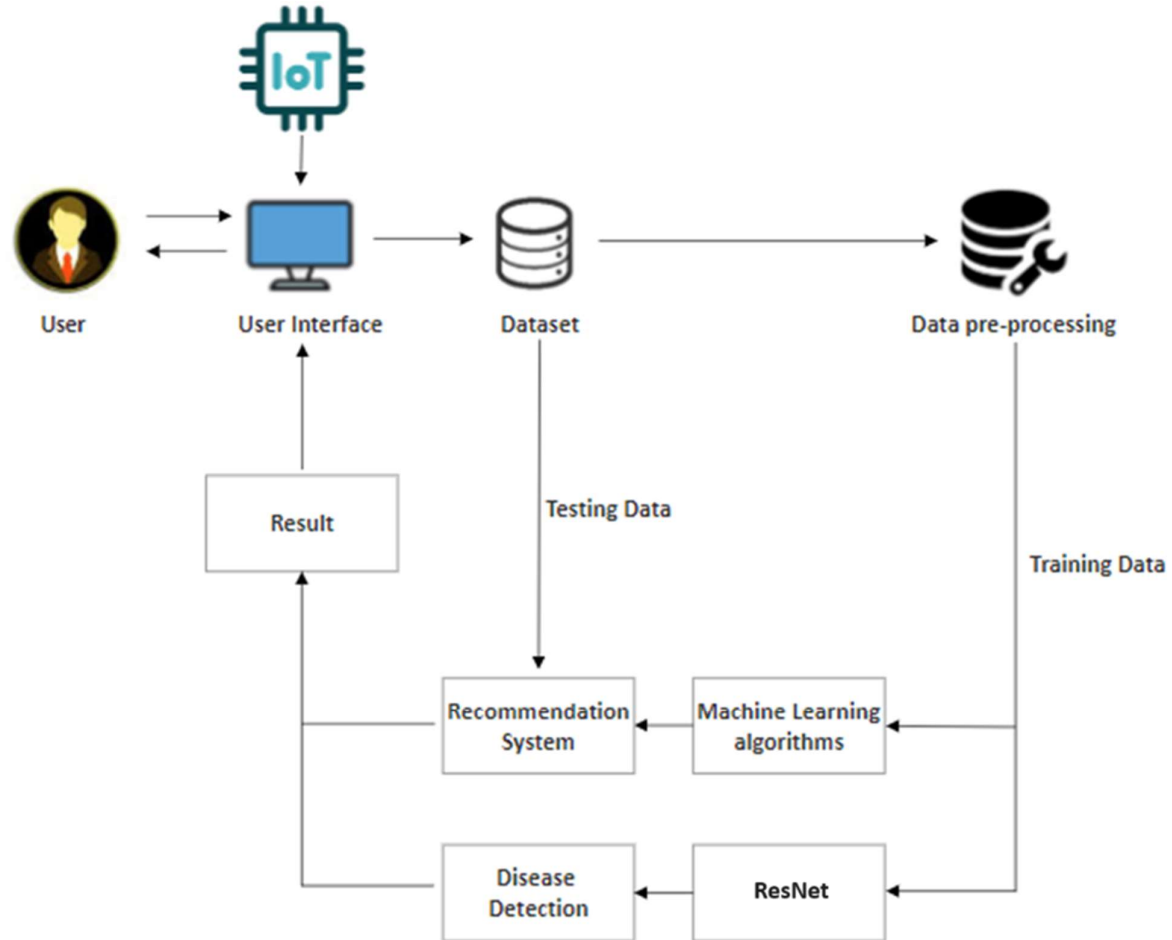 IoT
User
User Interface
Dataset
Data pre-processing
Result
Testing Data
Training Data
Recommendation
System
Machine Learning
algorithms
Disease
Detection
ResNet